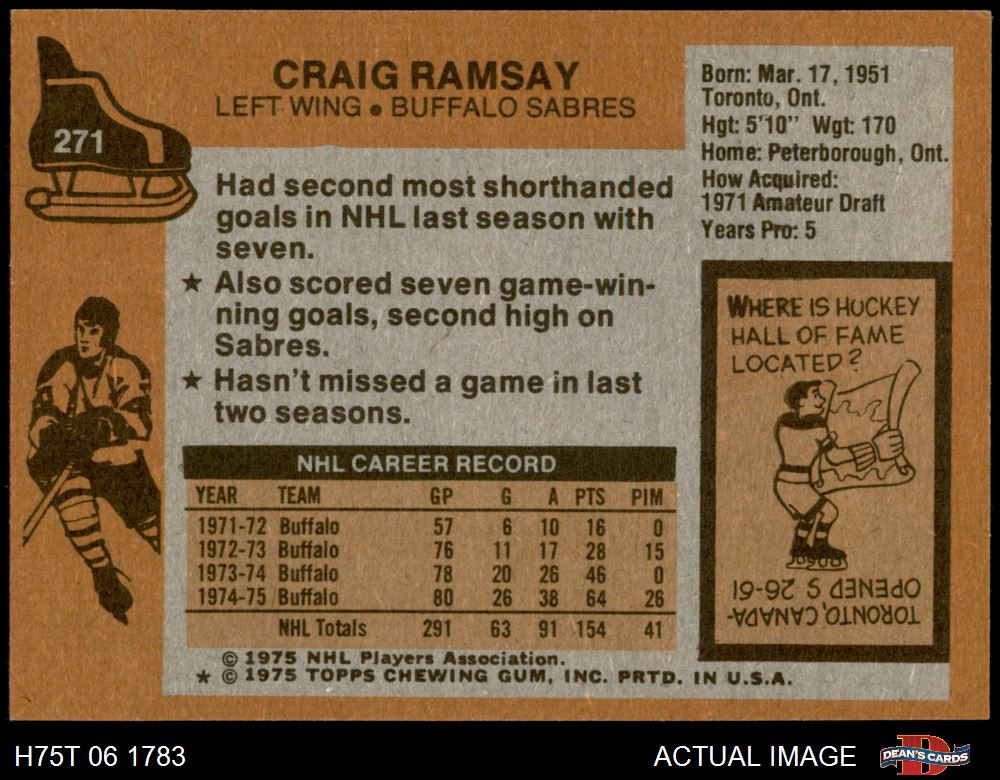 271
CRAIG RAMSAY
LEFT WING • BUFFALO SABRES
Born: Mar. 17, 1951
Toronto, Ont.
Hgt: 5'10" Wgt: 170
Home: Peterborough, Ont.
How Acquired:
1971 Amateur Draft
Years Pro: 5
Had second most shorthanded
goals in NHL last season with
seven.
★ Also scored seven game-win-
ning goals, second high on
Sabres.
★ Hasn't missed a game in last
two seasons.
NHL CAREER RECORD
YEAR TEAM GP G A PTS PIM
1971-72 Buffalo 57 6 10 16 0
1972-73 Buffalo 76 11 17 28 15
1973-74 Buffalo 78 20 26 46 0
1974-75 Buffalo 80 26 38 64 26
NHL Totals 291 63 91 154 41
© 1975 NHL Players Association.
★ © 1975 TOPPS CHEWING GUM, INC. PRTD. IN U.S.A.
WHERE IS HOCKEY
HALL OF FAME
LOCATED?
TORONTO, CANADA-
OPENED 8-26-61
H75T 06 1783
ACTUAL IMAGE
DEAN'S CARDS